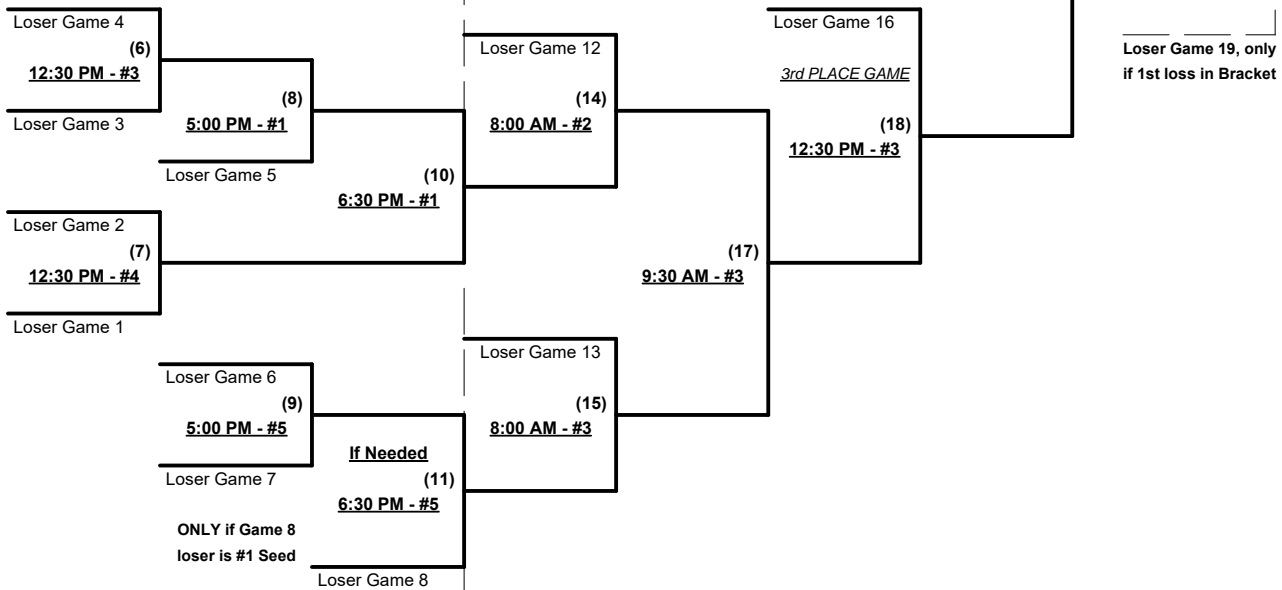 Loser Game 4
(6)
12:30 PM - #3
Loser Game 3
(8)
5:00 PM - #1
Loser Game 5
(10)
6:30 PM - #1
Loser Game 2
(7)
12:30 PM - #4
Loser Game 1
Loser Game 6
(9)
5:00 PM - #5
Loser Game 7
If Needed
(11)
6:30 PM - #5
ONLY if Game 8
loser is #1 Seed
Loser Game 8
Loser Game 12
(14)
8:00 AM - #2
Loser Game 13
(15)
8:00 AM - #3
(17)
9:30 AM - #3
Loser Game 16
3rd PLACE GAME
(18)
12:30 PM - #3
Loser Game 19, only
if 1st loss in Bracket